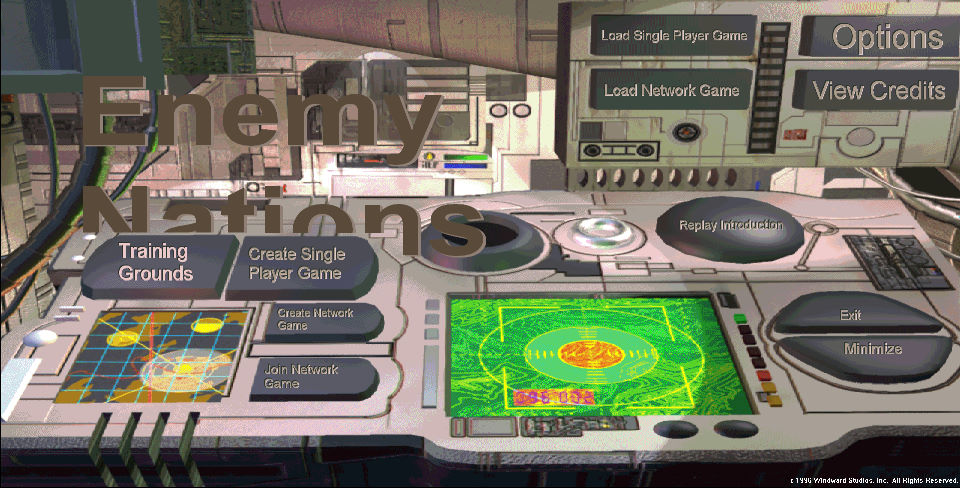 Load Single Player Game
Options
Load Network Game
View Credits
Enemy
Nations
Replay Introduction
Training
Grounds
Create Single
Player Game
Create Network
Game
Join Network
Game
Exit
Minimize
c 1996 Windward Studios, Inc. All Rights Reserved.